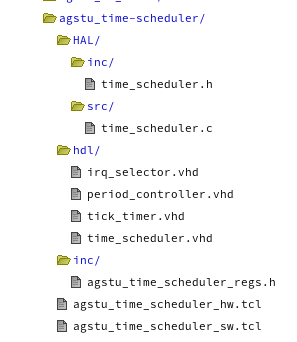 agstu_time-scheduler/
HAL/
inc/
time_scheduler.h
src/
time_scheduler.c
hdl/
irq_selector.vhd
period_controller.vhd
tick_timer.vhd
time_scheduler.vhd
inc/
agstu_time_scheduler_regs.h
agstu_time_scheduler_hw.tcl
agstu_time_scheduler_sw.tcl